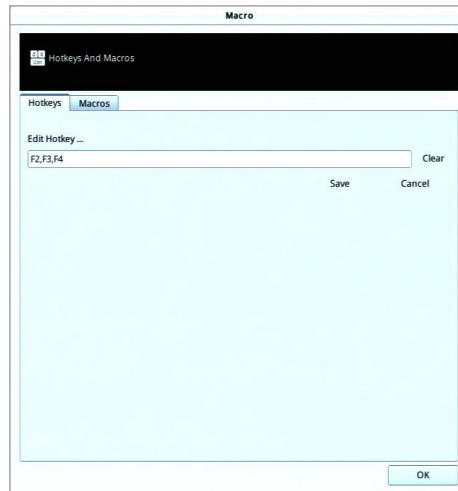 Macro
Hotkeys And Macros
Hotkeys Macros
Edit Hotkey ...
F2,F3,F4 Clear
Save Cancel
OK